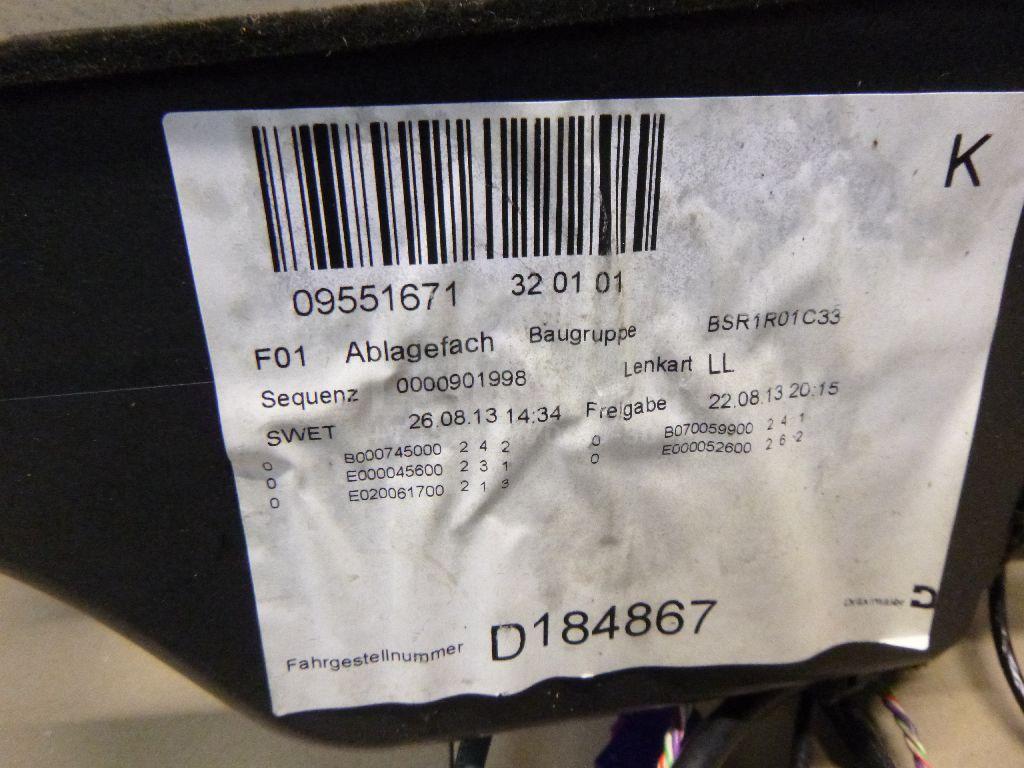 K
09551671 32 01 01
F01 Ablagefach Baugruppe BSR1R01C33
Sequenz 0000901998 Lenkart LL
SWET 26.08.13 14:34 Freigabe 22.08.13 20:15
0 B000745000 2 4 2 0 B070059900 2 4 1
0 E000045600 2 3 1 0 E000052600 2 6 2
0 E020061700 2 1 3
Fahrgestellnummer D184867
Dräxlmaier